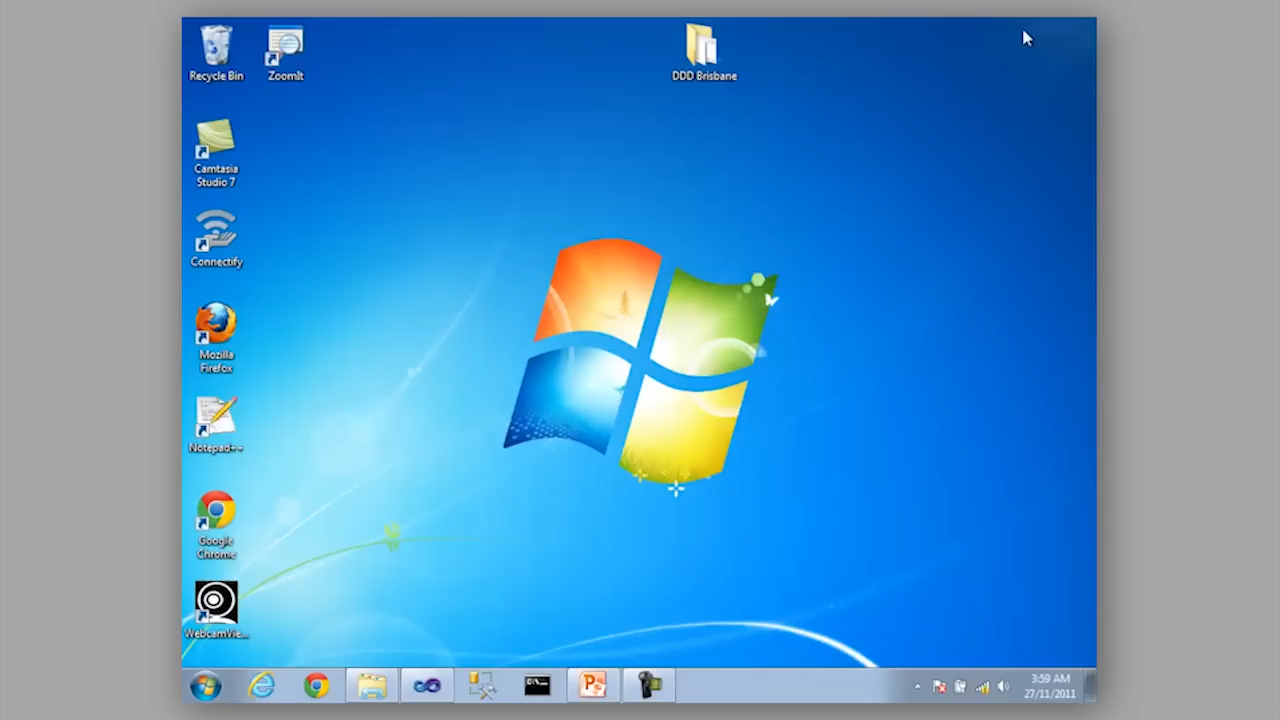 Recycle Bin
ZoomIt
DDD Brisbane
Camtasia
Studio 7
Connectify
Mozilla
Firefox
Notepad++
Google
Chrome
WebcamVie...
C:\.
P
3:59 AM
27/11/2011